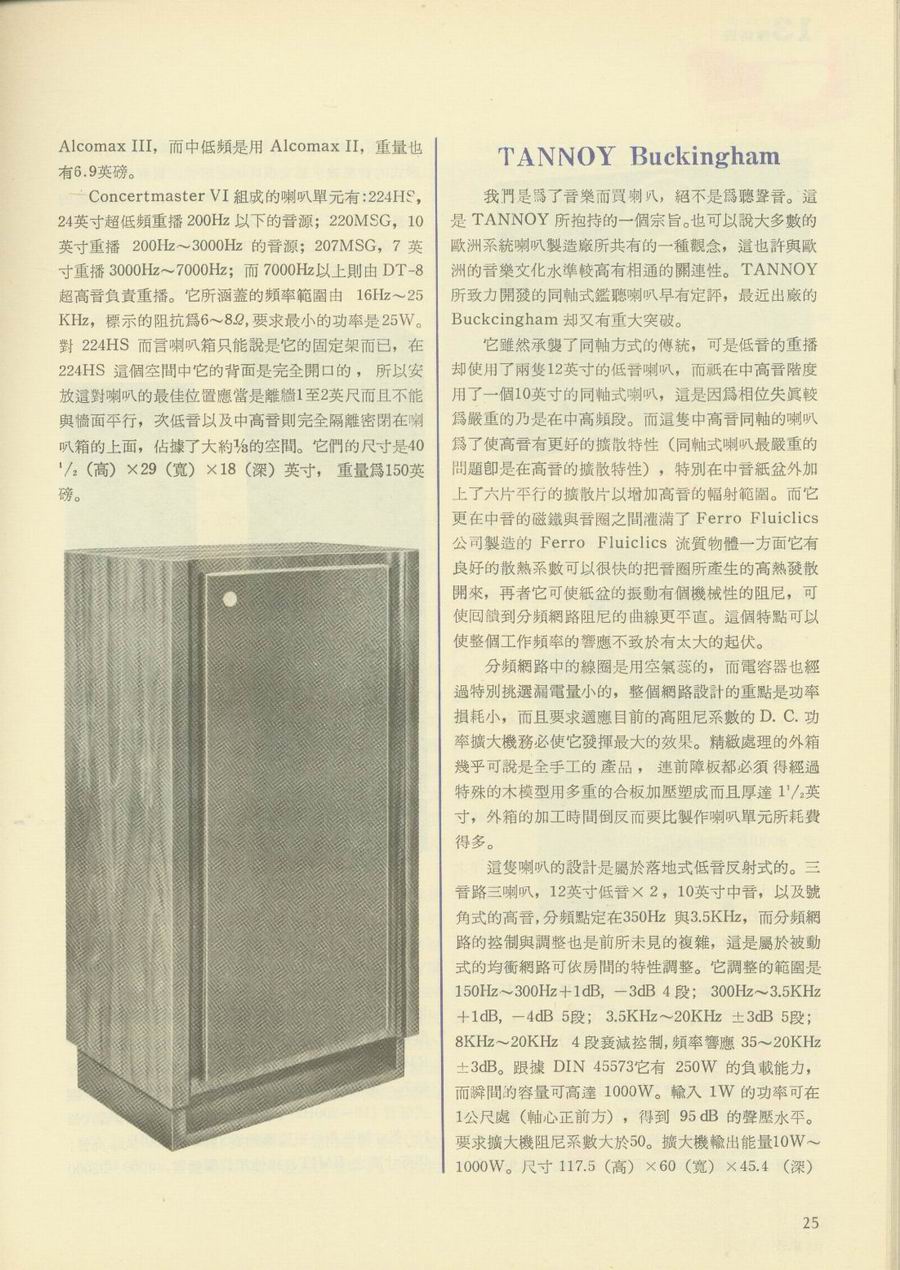 Alcomax III，而中低頻是用 Alcomax II，重量也
有6.9英磅。
Concertmaster VI 組成的喇叭單元有：224HS，
24英寸超低頻重播 200Hz 以下的音源；220MSG，10
英寸重播 200Hz～3000Hz 的音源；207MSG，7 英
寸重播 3000Hz～7000Hz；而 7000Hz以上則由 DT-8
超高音負責重播。它所涵蓋的頻率範圍由 16Hz～25
KHz，標示的阻抗爲6～8Ω，要求最小的功率是25W。
對 224HS 而言喇叭箱只能說是它的固定架而已，在
224HS 這個空間中它的背面是完全開口的，所以安
放這對喇叭的最佳位置應當是離牆1至2英尺而且不能
與牆面平行，次低音以及中高音則完全隔離密閉在喇
叭箱的上面，佔據了大約⅛的空間。它們的尺寸是40
1/2（高）×29（寬）×18（深）英寸，重量爲150英
磅。
TANNOY Buckingham
我們是爲了音樂而買喇叭，絕不是爲聽聲音。這
是 TANNOY 所抱持的一個宗旨。也可以說大多數的
歐洲系統喇叭製造廠所共有的一種觀念，這也許與歐
洲的音樂文化水準較高有相通的關連性。TANNOY
所致力開發的同軸式鑑聽喇叭早有定評，最近出廠的
Buckcingham 却又有重大突破。
它雖然承襲了同軸方式的傳統，可是低音的重播
却使用了兩隻12英寸的低音喇叭，而祇在中高音階度
用了一個10英寸的同軸式喇叭，這是因爲相位失眞較
爲嚴重的乃是在中高頻段。而這隻中高音同軸的喇叭
爲了使高音有更好的擴散特性（同軸式喇叭最嚴重的
問題卽是在高音的擴散特性），特別在中音紙盆外加
上了六片平行的擴散片以增加高音的幅射範圍。而它
更在中音的磁鐵與音圈之間灌滿了 Ferro Fluiclics
公司製造的 Ferro Fluiclics 流質物體一方面它有
良好的散熱系數可以很快的把音圈所產生的高熱發散
開來，再者它可使紙盆的振動有個機械性的阻尼，可
使回饋到分頻網路阻尼的曲線更平直。這個特點可以
使整個工作頻率的響應不致於有太大的起伏。
分頻網路中的線圈是用空氣蕊的，而電容器也經
過特別挑選漏電量小的，整個網路設計的重點是功率
損耗小，而且要求適應目前的高阻尼系數的 D. C. 功
率擴大機務必使它發揮最大的效果。精緻處理的外箱
幾乎可說是全手工的產品，連前障板都必須得經過
特殊的木模型用多重的合板加壓塑成而且厚達 1 1/2英
寸，外箱的加工時間倒反而要比製作喇叭單元所耗費
得多。
這隻喇叭的設計是屬於落地式低音反射式的。三
音路三喇叭，12英寸低音×2，10英寸中音，以及號
角式的高音，分頻點定在350Hz 與3.5KHz，而分頻網
路的控制與調整也是前所未見的複雜，這是屬於被動
式的均衡網路可依房間的特性調整。它調整的範圍是
150Hz～300Hz＋1dB，－3dB 4段； 300Hz～3.5KHz
＋1dB，－4dB 5段； 3.5KHz～20KHz ±3dB 5段；
8KHz～20KHz 4段衰減控制，頻率響應 35～20KHz
±3dB。跟據 DIN 45573它有 250W 的負載能力，
而瞬間的容量可高達 1000W。輸入 1W 的功率可在
1公尺處（軸心正前方），得到 95 dB 的聲壓水平。
要求擴大機阻尼系數大於50。擴大機輸出能量10W～
1000W。尺寸 117.5（高）×60（寬）×45.4（深）
25